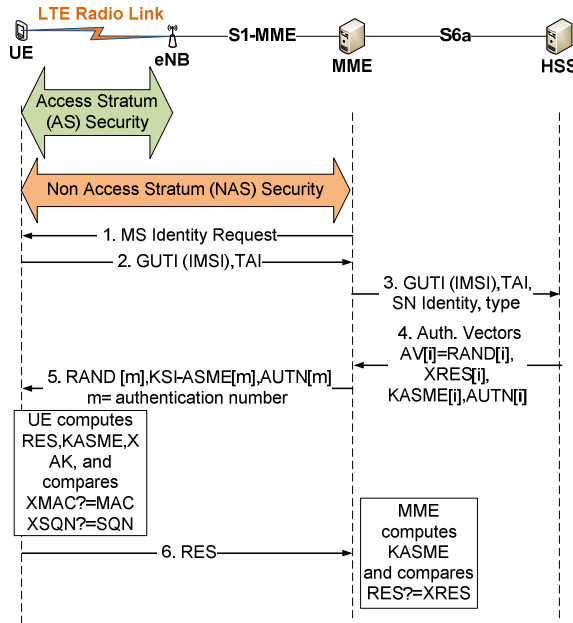 LTE Radio Link
UE
eNB
S1-MME
MME
S6a
HSS
Access Stratum
(AS) Security
Non Access Stratum (NAS) Security
1. MS Identity Request
2. GUTI (IMSI),TAI
3. GUTI (IMSI),TAI,
SN Identity, type
4. Auth. Vectors
AV[i]=RAND[i],
XRES[i],
KASME[i],AUTN[i]
5. RAND [m],KSI-ASME[m],AUTN[m]
m= authentication number
UE computes
RES,KASME,X
AK, and
compares
XMAC?=MAC
XSQN?=SQN
MME
computes
KASME
and compares
RES?=XRES
6. RES